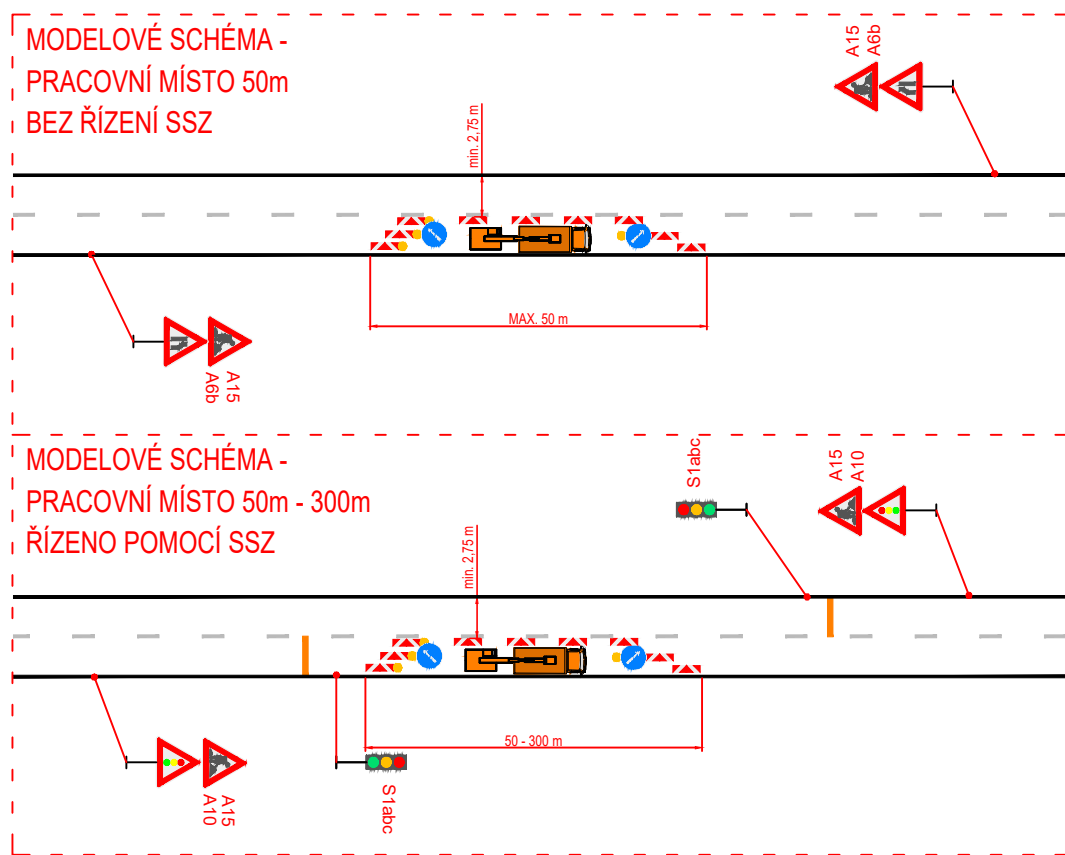 MODELOVÉ SCHÉMA -
PRACOVNÍ MÍSTO 50m
BEZ ŘÍZENÍ SSZ
A15
A6b
min. 2,75 m
MAX. 50 m
A15
A6b
MODELOVÉ SCHÉMA -
PRACOVNÍ MÍSTO 50m - 300m
ŘÍZENO POMOCÍ SSZ
S1abc
A15
A10
min. 2,75 m
50 - 300 m
A15
A10
S1abc